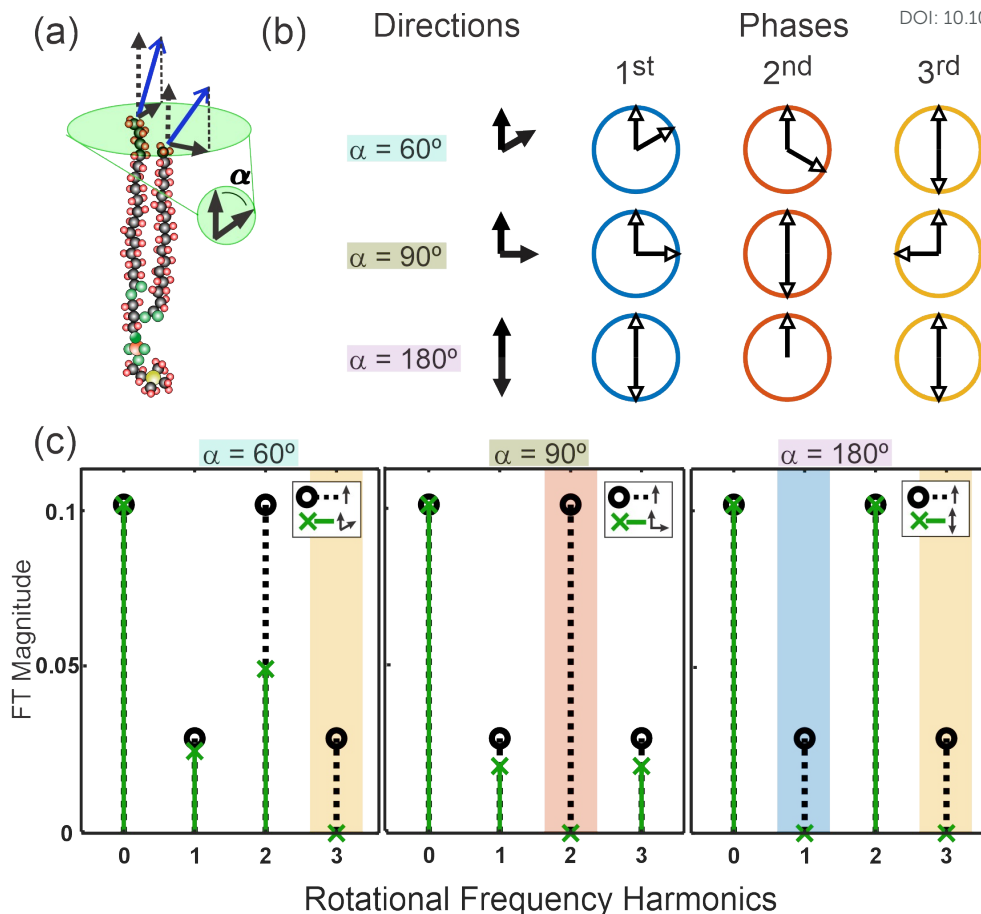 (a)
α
(b)
Directions
Phases
DOI: 10.10
1st
2nd
3rd
α = 60º
α = 90º
α = 180º
(c)
α = 60º
α = 90º
α = 180º
FT Magnitude
0.1
0.05
0
0 1 2 3
0 1 2 3
0 1 2 3
Rotational Frequency Harmonics